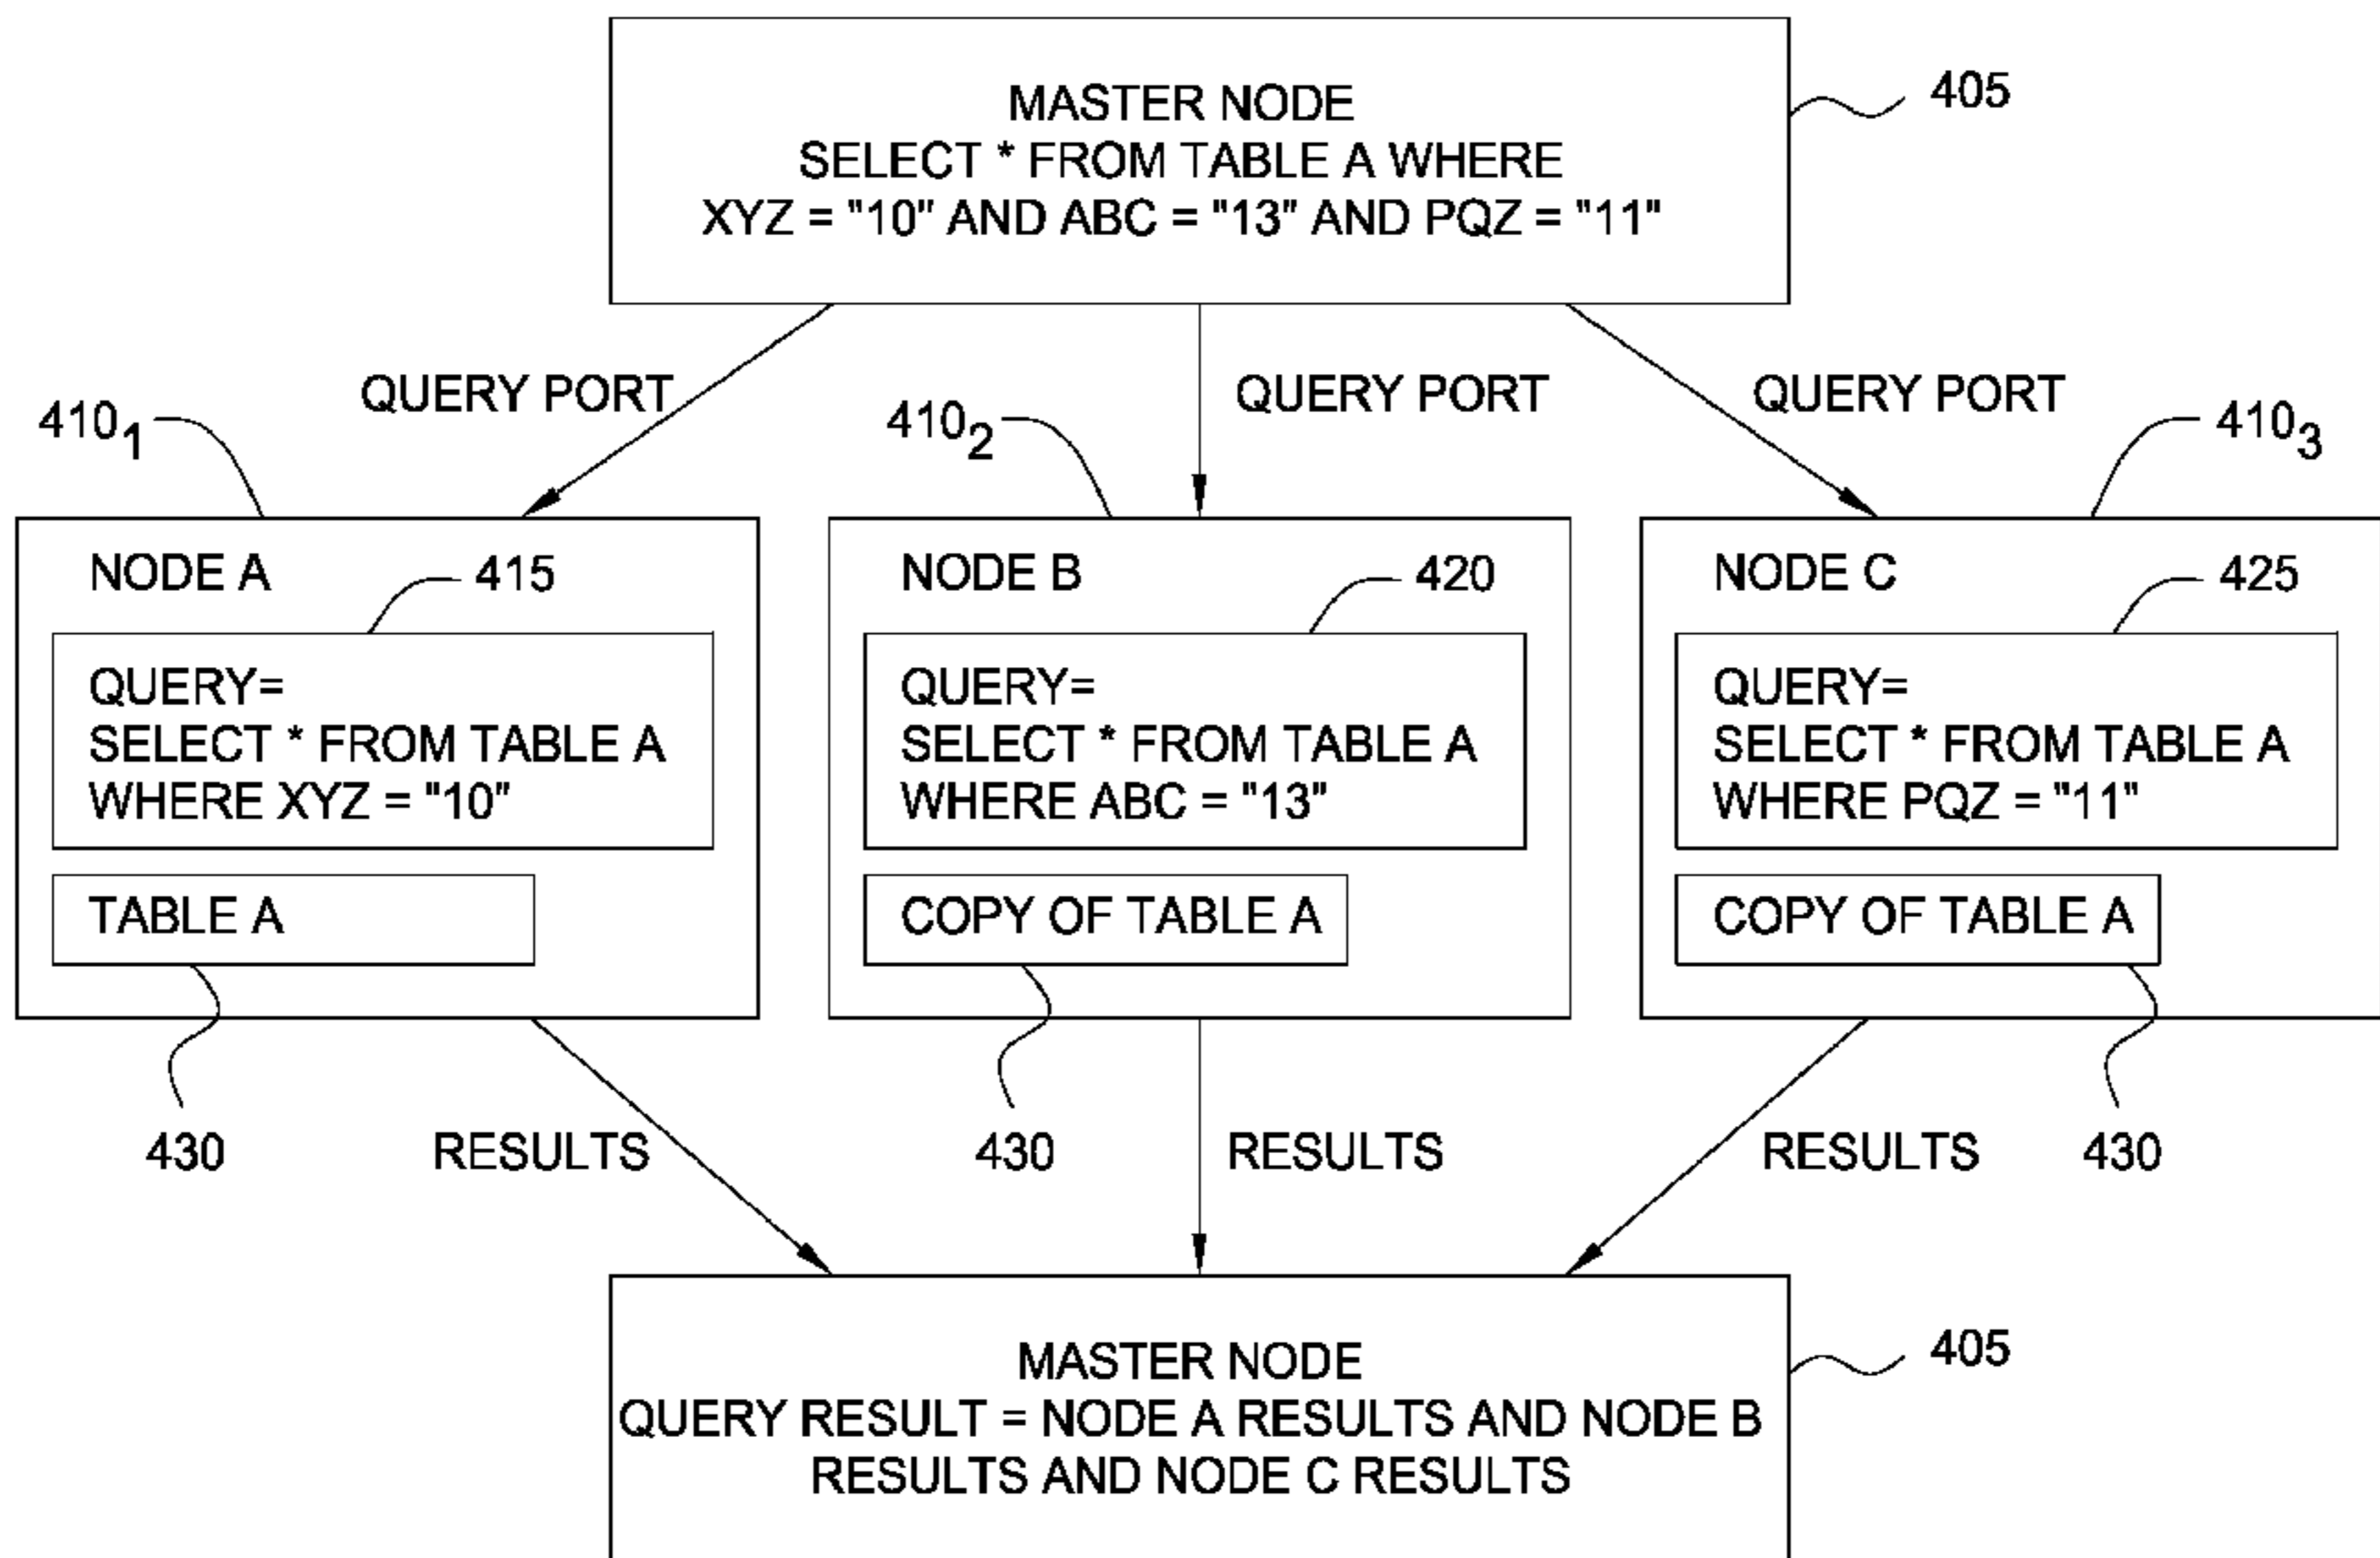 MASTER NODE
SELECT * FROM TABLE A WHERE
XYZ = "10" AND ABC = "13" AND PQZ = "11"
405
QUERY PORT
QUERY PORT
QUERY PORT
410₁
410₂
410₃
NODE A
415
QUERY=
SELECT * FROM TABLE A
WHERE XYZ = "10"
TABLE A
430
NODE B
420
QUERY=
SELECT * FROM TABLE A
WHERE ABC = "13"
COPY OF TABLE A
430
NODE C
425
QUERY=
SELECT * FROM TABLE A
WHERE PQZ = "11"
COPY OF TABLE A
430
RESULTS
RESULTS
RESULTS
MASTER NODE
QUERY RESULT = NODE A RESULTS AND NODE B
RESULTS AND NODE C RESULTS
405